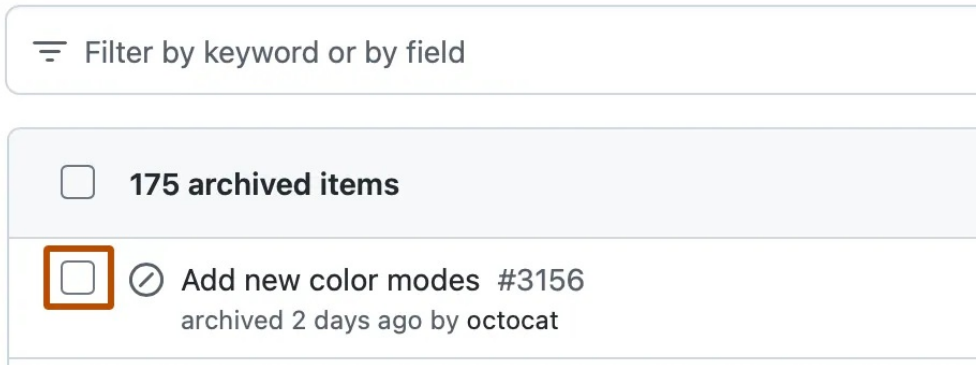 Filter by keyword or by field
175 archived items
Add new color modes #3156
archived 2 days ago by octocat